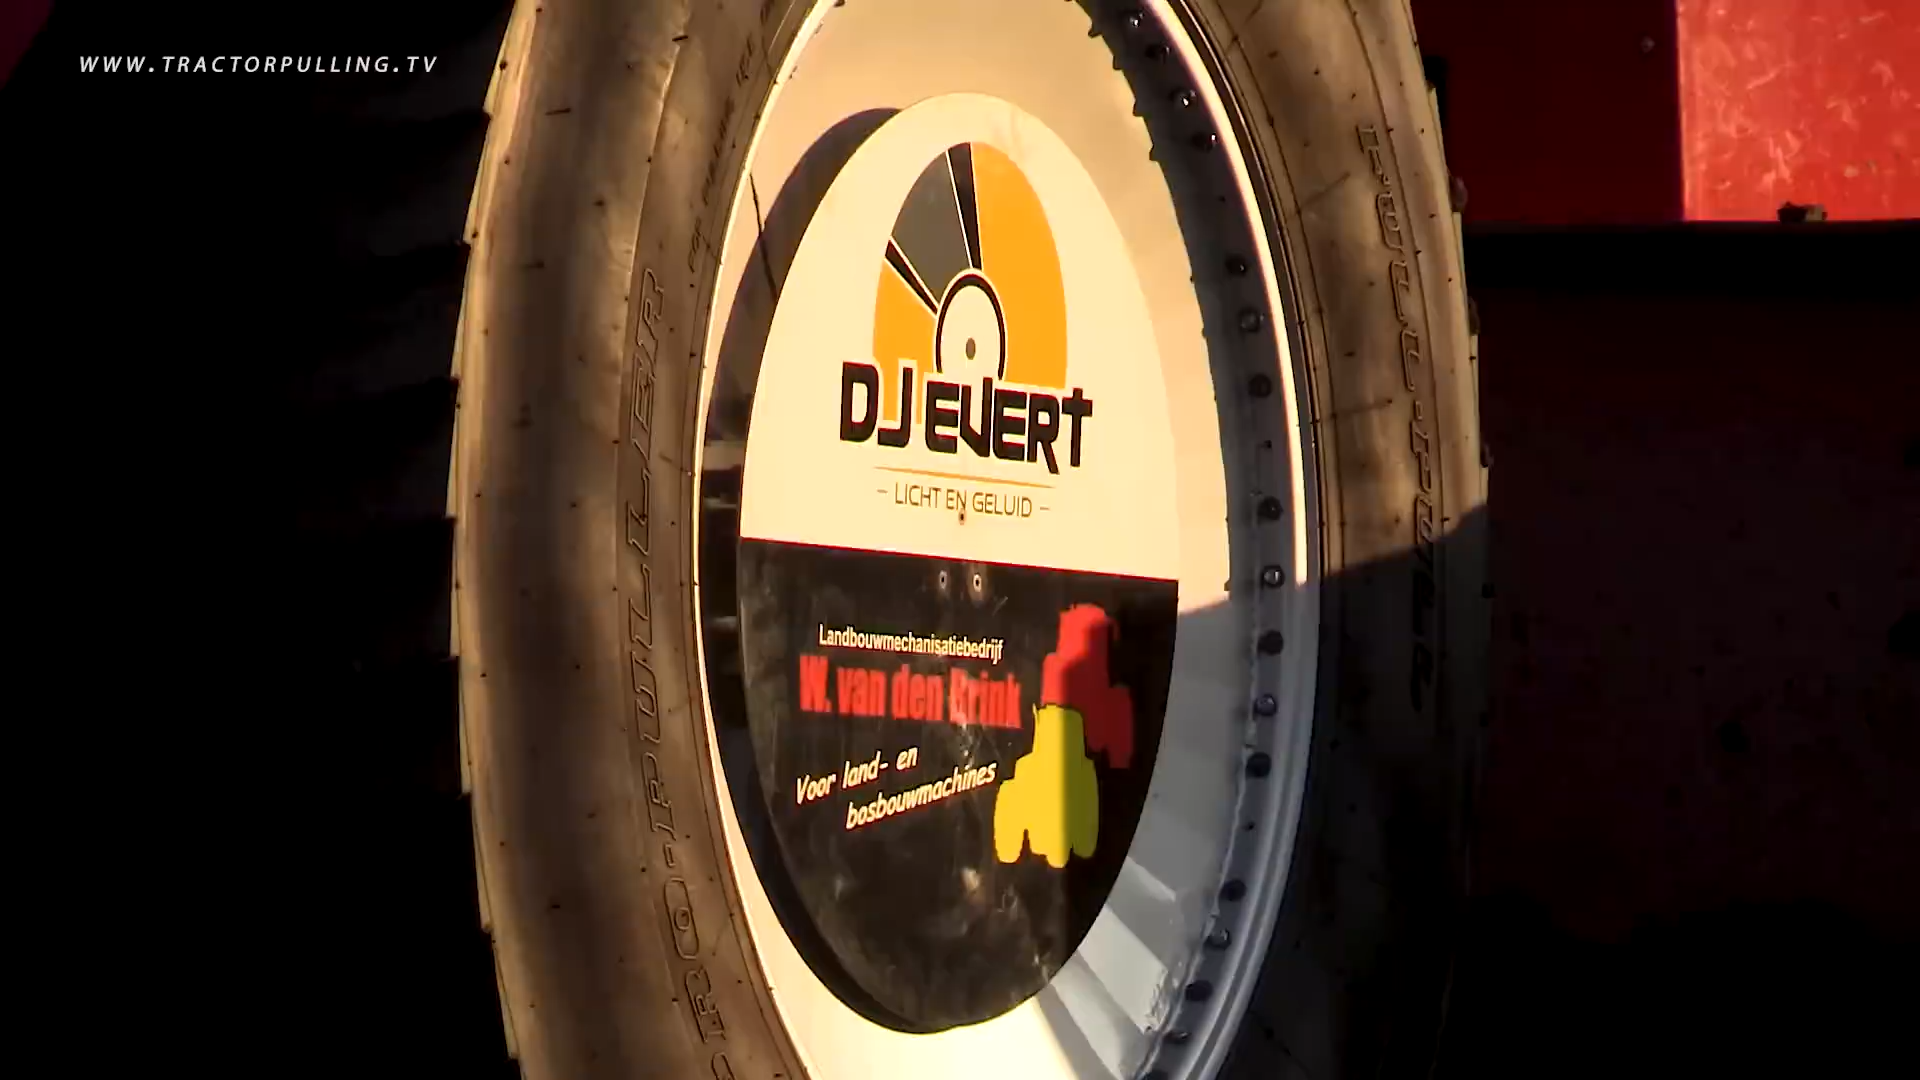 WWW.TRACTORPULLING.TV
DJ EVERT
- LICHT EN GELUID -
Landbouwmechanisatiebedrijf
W. van den Brink
Voor land- en
bosbouwmachines
PRO-PULLER